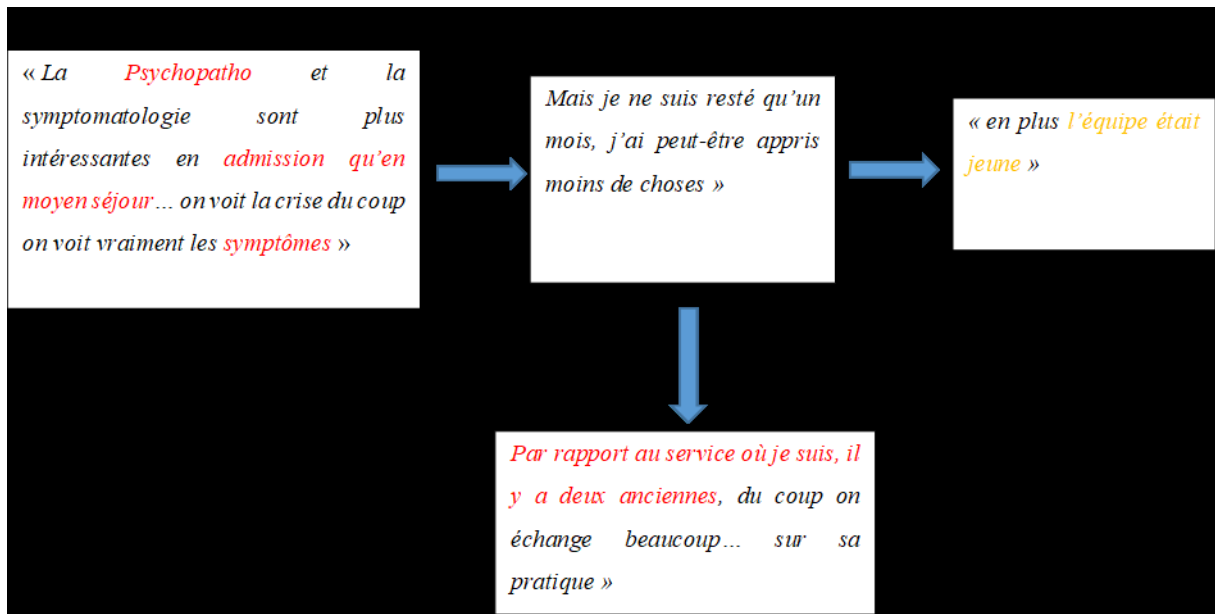 « La Psychopatho et la
symptomatologie sont plus
intéressantes en admission qu'en
moyen séjour… on voit la crise du coup
on voit vraiment les symptômes »
Mais je ne suis resté qu'un
mois, j'ai peut-être appris
moins de choses »
« en plus l'équipe était
jeune »
Par rapport au service où je suis, il
y a deux anciennes, du coup on
échange beaucoup… sur sa
pratique »